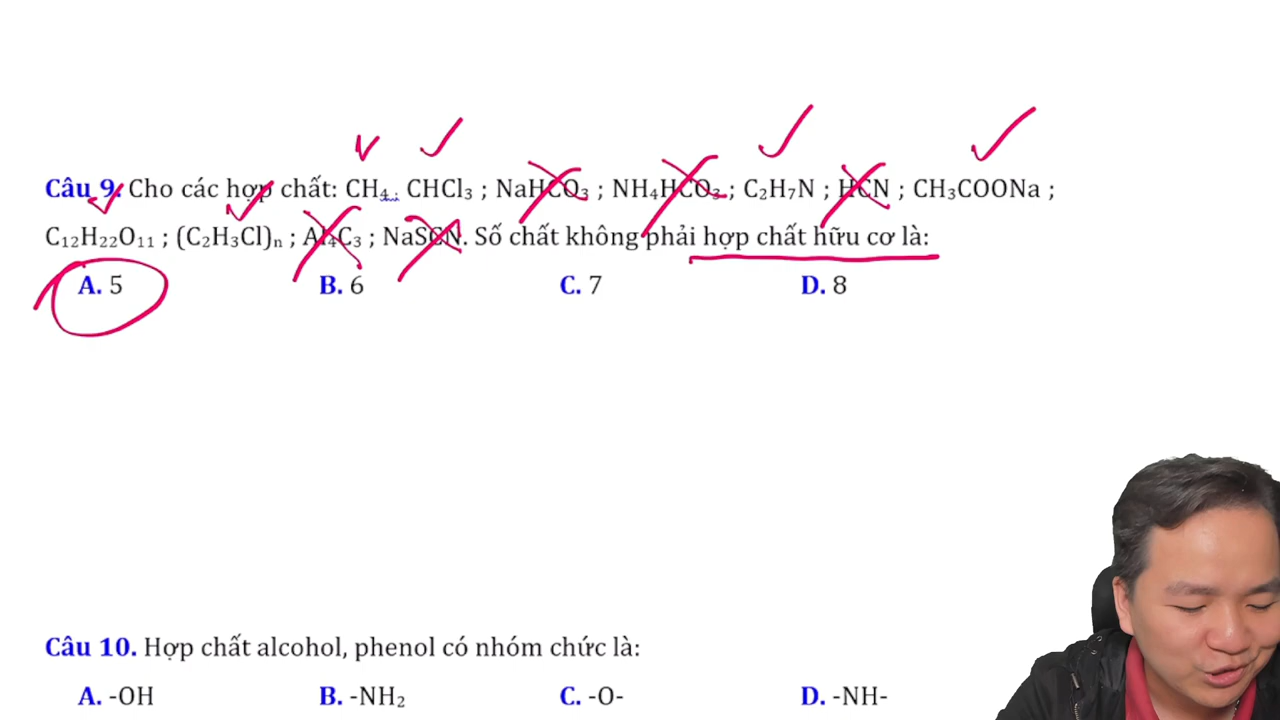 Câu 9. Cho các hợp chất: CH₄, CHCl₃ ; NaHCO₃ ; NH₄HCO₃ ; C₂H₇N ; HCN ; CH₃COONa ;
C₁₂H₂₂O₁₁ ; (C₂H₃Cl)ₙ ; Al₄C₃ ; NaSCN. Số chất không phải hợp chất hữu cơ là:
A. 5 B. 6 C. 7 D. 8
Câu 10. Hợp chất alcohol, phenol có nhóm chức là:
A. -OH B. -NH₂ C. -O- D. -NH-